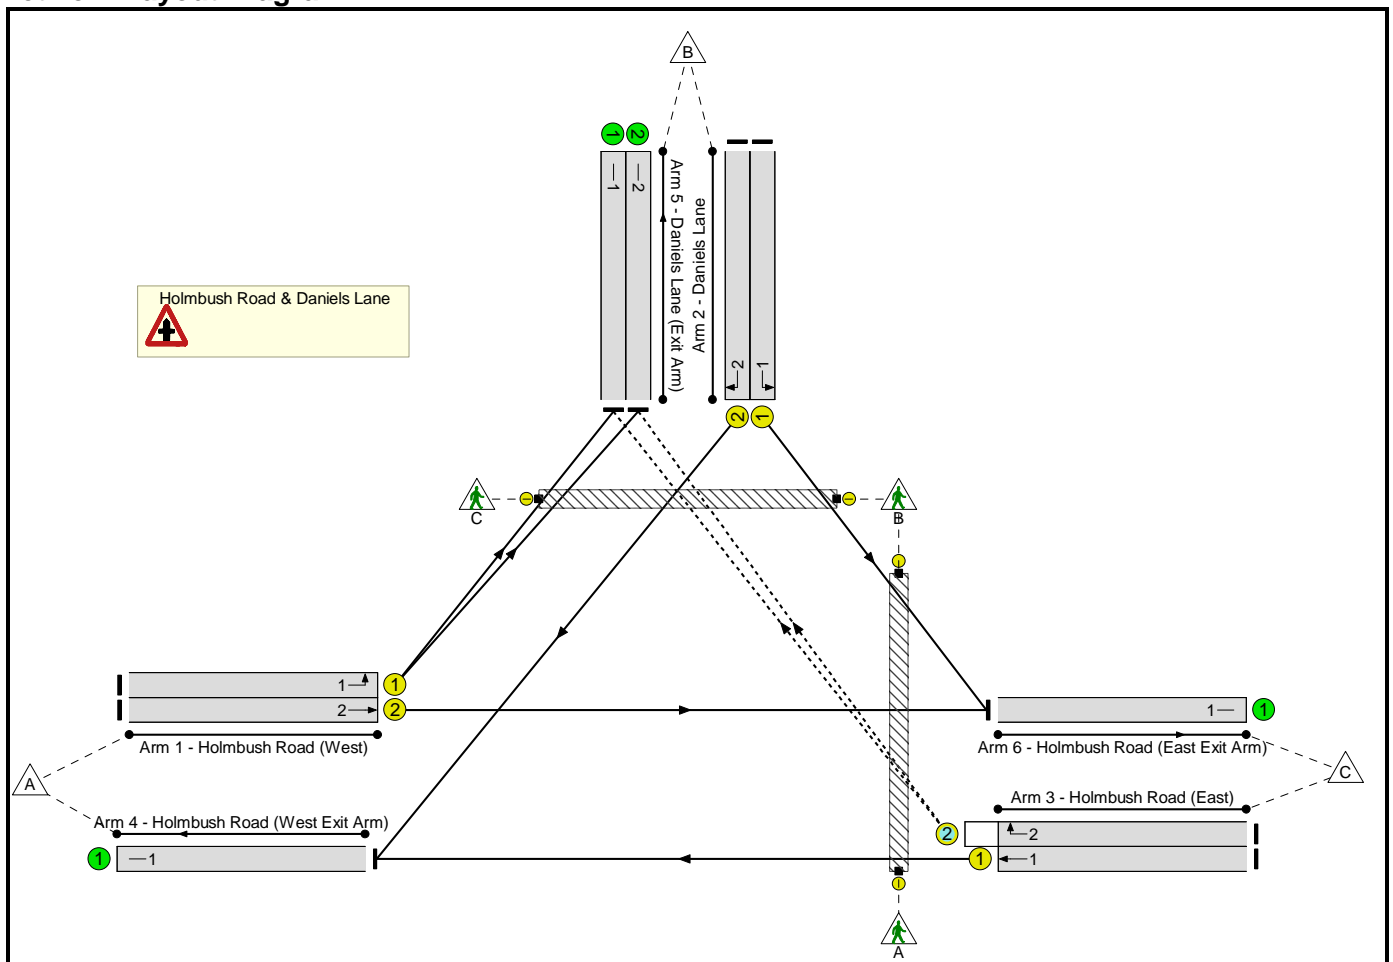 B
1 2
1
2
Arm 5 - Daniels Lane (Exit Arm)
Arm 2 - Daniels Lane
2
1
2 1
Holmbush Road & Daniels Lane
C
B
1
1
2
2
Arm 1 - Holmbush Road (West)
1
1
Arm 6 - Holmbush Road (East Exit Arm)
A
C
Arm 3 - Holmbush Road (East)
Arm 4 - Holmbush Road (West Exit Arm)
2
2
1
1
1
1
A